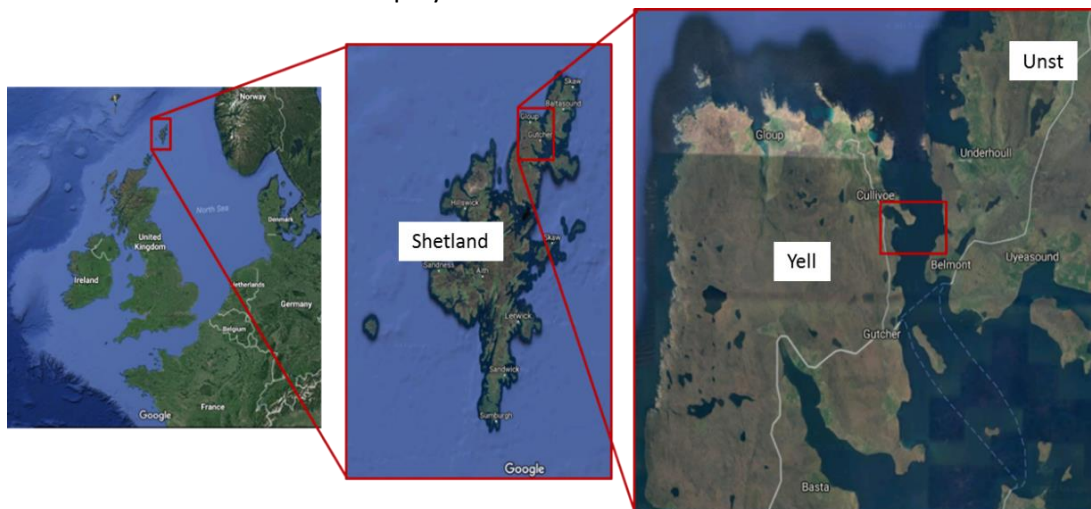 Norway
North Sea
Denmark
United
Kingdom
Ireland
Netherlands
Germany
Belgium
France
Google
Skaw
Baltasound
Gloup
Gutcher
Hillswick
Shetland
Skaw
Sandness
Aith
Lerwick
Sandwick
Sumburgh
Google
Unst
Gloup
Underhoull
Cullivoe
Yell
Belmont
Uyeasound
Gutcher
Basta